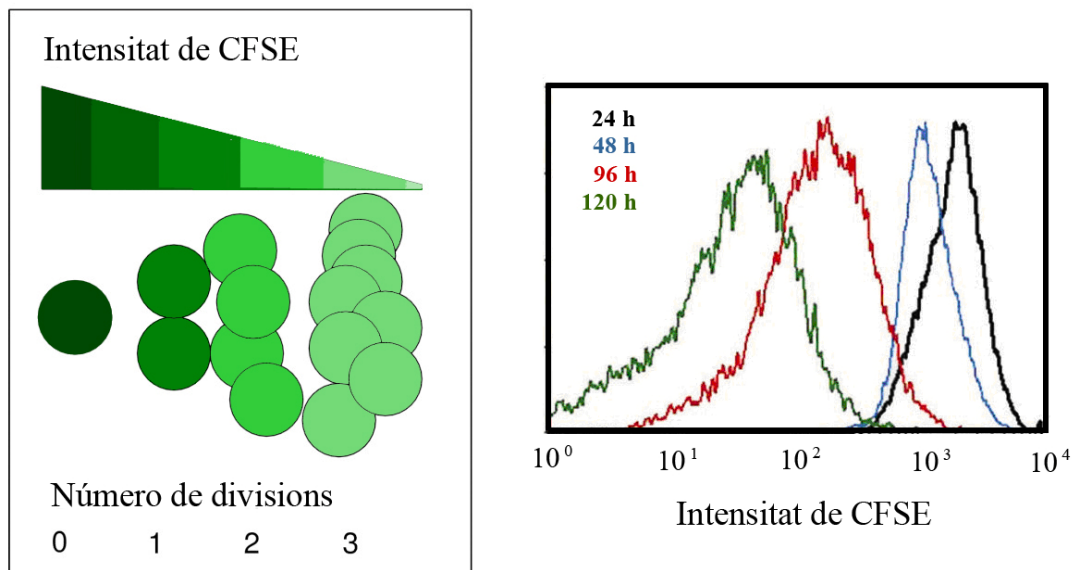 Intensitat de CFSE
Número de divisions
0 1 2 3
24 h
48 h
96 h
120 h
10⁰ 10¹ 10² 10³ 10⁴
Intensitat de CFSE